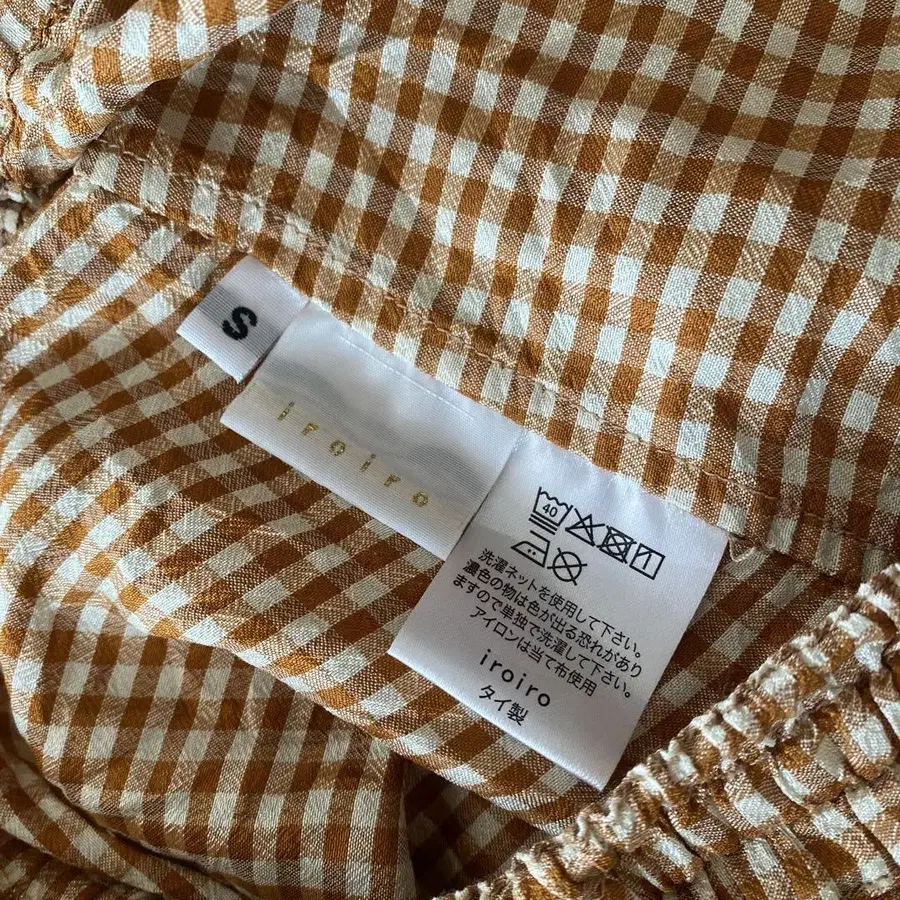 S
iroiro
40
洗濯ネットを使用して下さい。
濃色の物は色が出る恐れがあり
ますので単独で洗濯して下さい。
アイロンは当て布使用
iroiro
タイ製